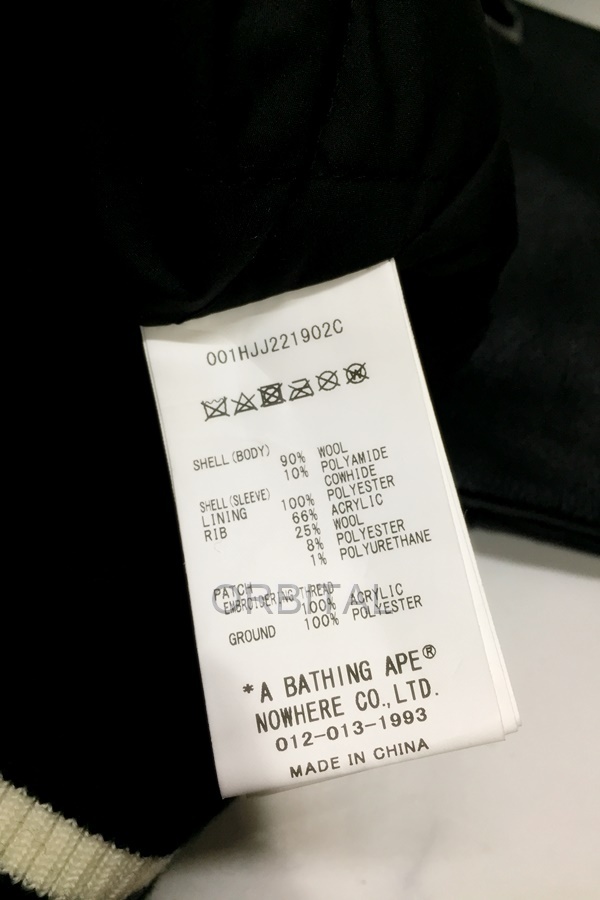 001HJJ221902C
SHELL(BODY) 90% WOOL
10% POLYAMIDE
SHELL(SLEEVE) COWHIDE
LINING 100% POLYESTER
RIB 66% ACRYLIC
25% WOOL
8% POLYESTER
1% POLYURETHANE
PATCH
EMBROIDERING THREAD
100% ACRYLIC
GROUND 100% POLYESTER
ORBITAL
*A BATHING APE®
NOWHERE CO.,LTD.
012-013-1993
MADE IN CHINA